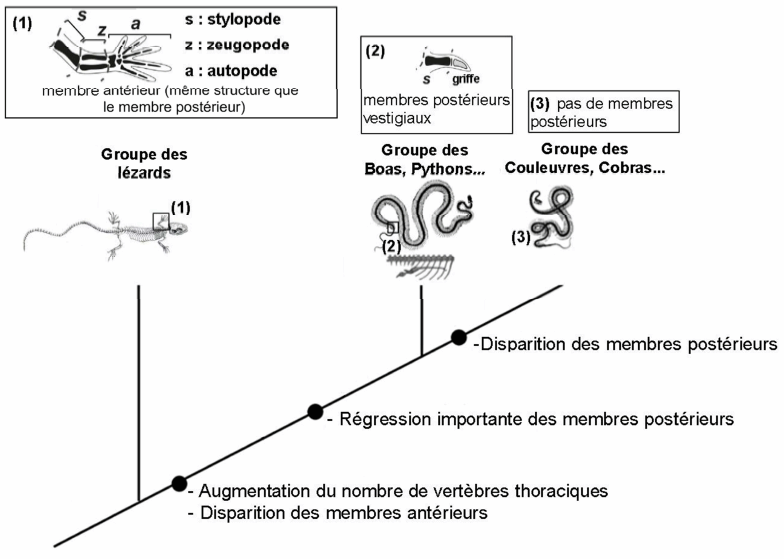 (1)
s
z
a
s : stylopode
z : zeugopode
a : autopode
membre antérieur (même structure que
le membre postérieur)
(2)
s
griffe
membres postérieurs
vestigiaux
(3) pas de membres
postérieurs
Groupe des
lézards
Groupe des
Boas, Pythons...
Groupe des
Couleuvres, Cobras...
(1)
(2)
(3)
-Disparition des membres postérieurs
- Régression importante des membres postérieurs
- Augmentation du nombre de vertèbres thoraciques
- Disparition des membres antérieurs